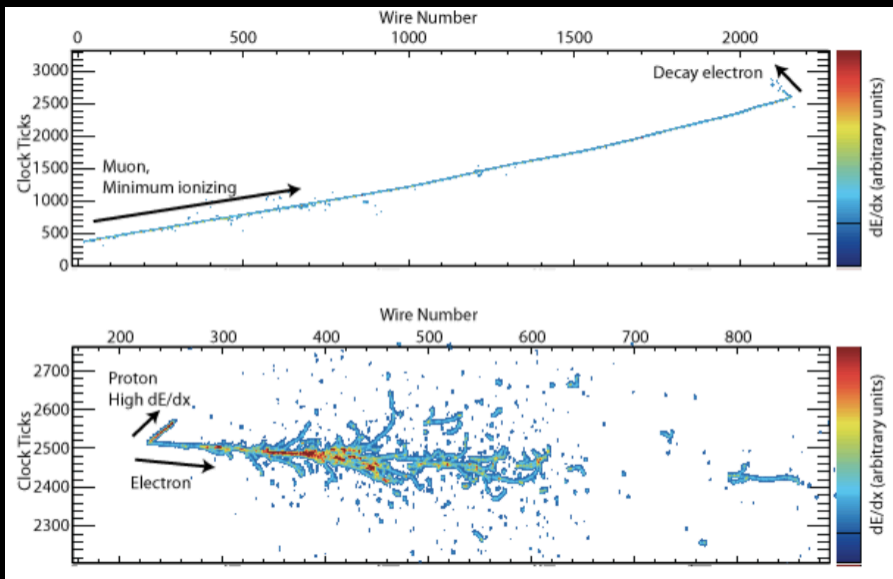 Wire Number
0 500 1000 1500 2000
3000
2500
2000
1500
1000
500
0
Clock Ticks
Decay electron
Muon,
Minimum ionizing
dE/dx (arbitrary units)
Wire Number
200 300 400 500 600 700 800
2700
2600
2500
2400
2300
Clock Ticks
Proton
High dE/dx
Electron
dE/dx (arbitrary units)